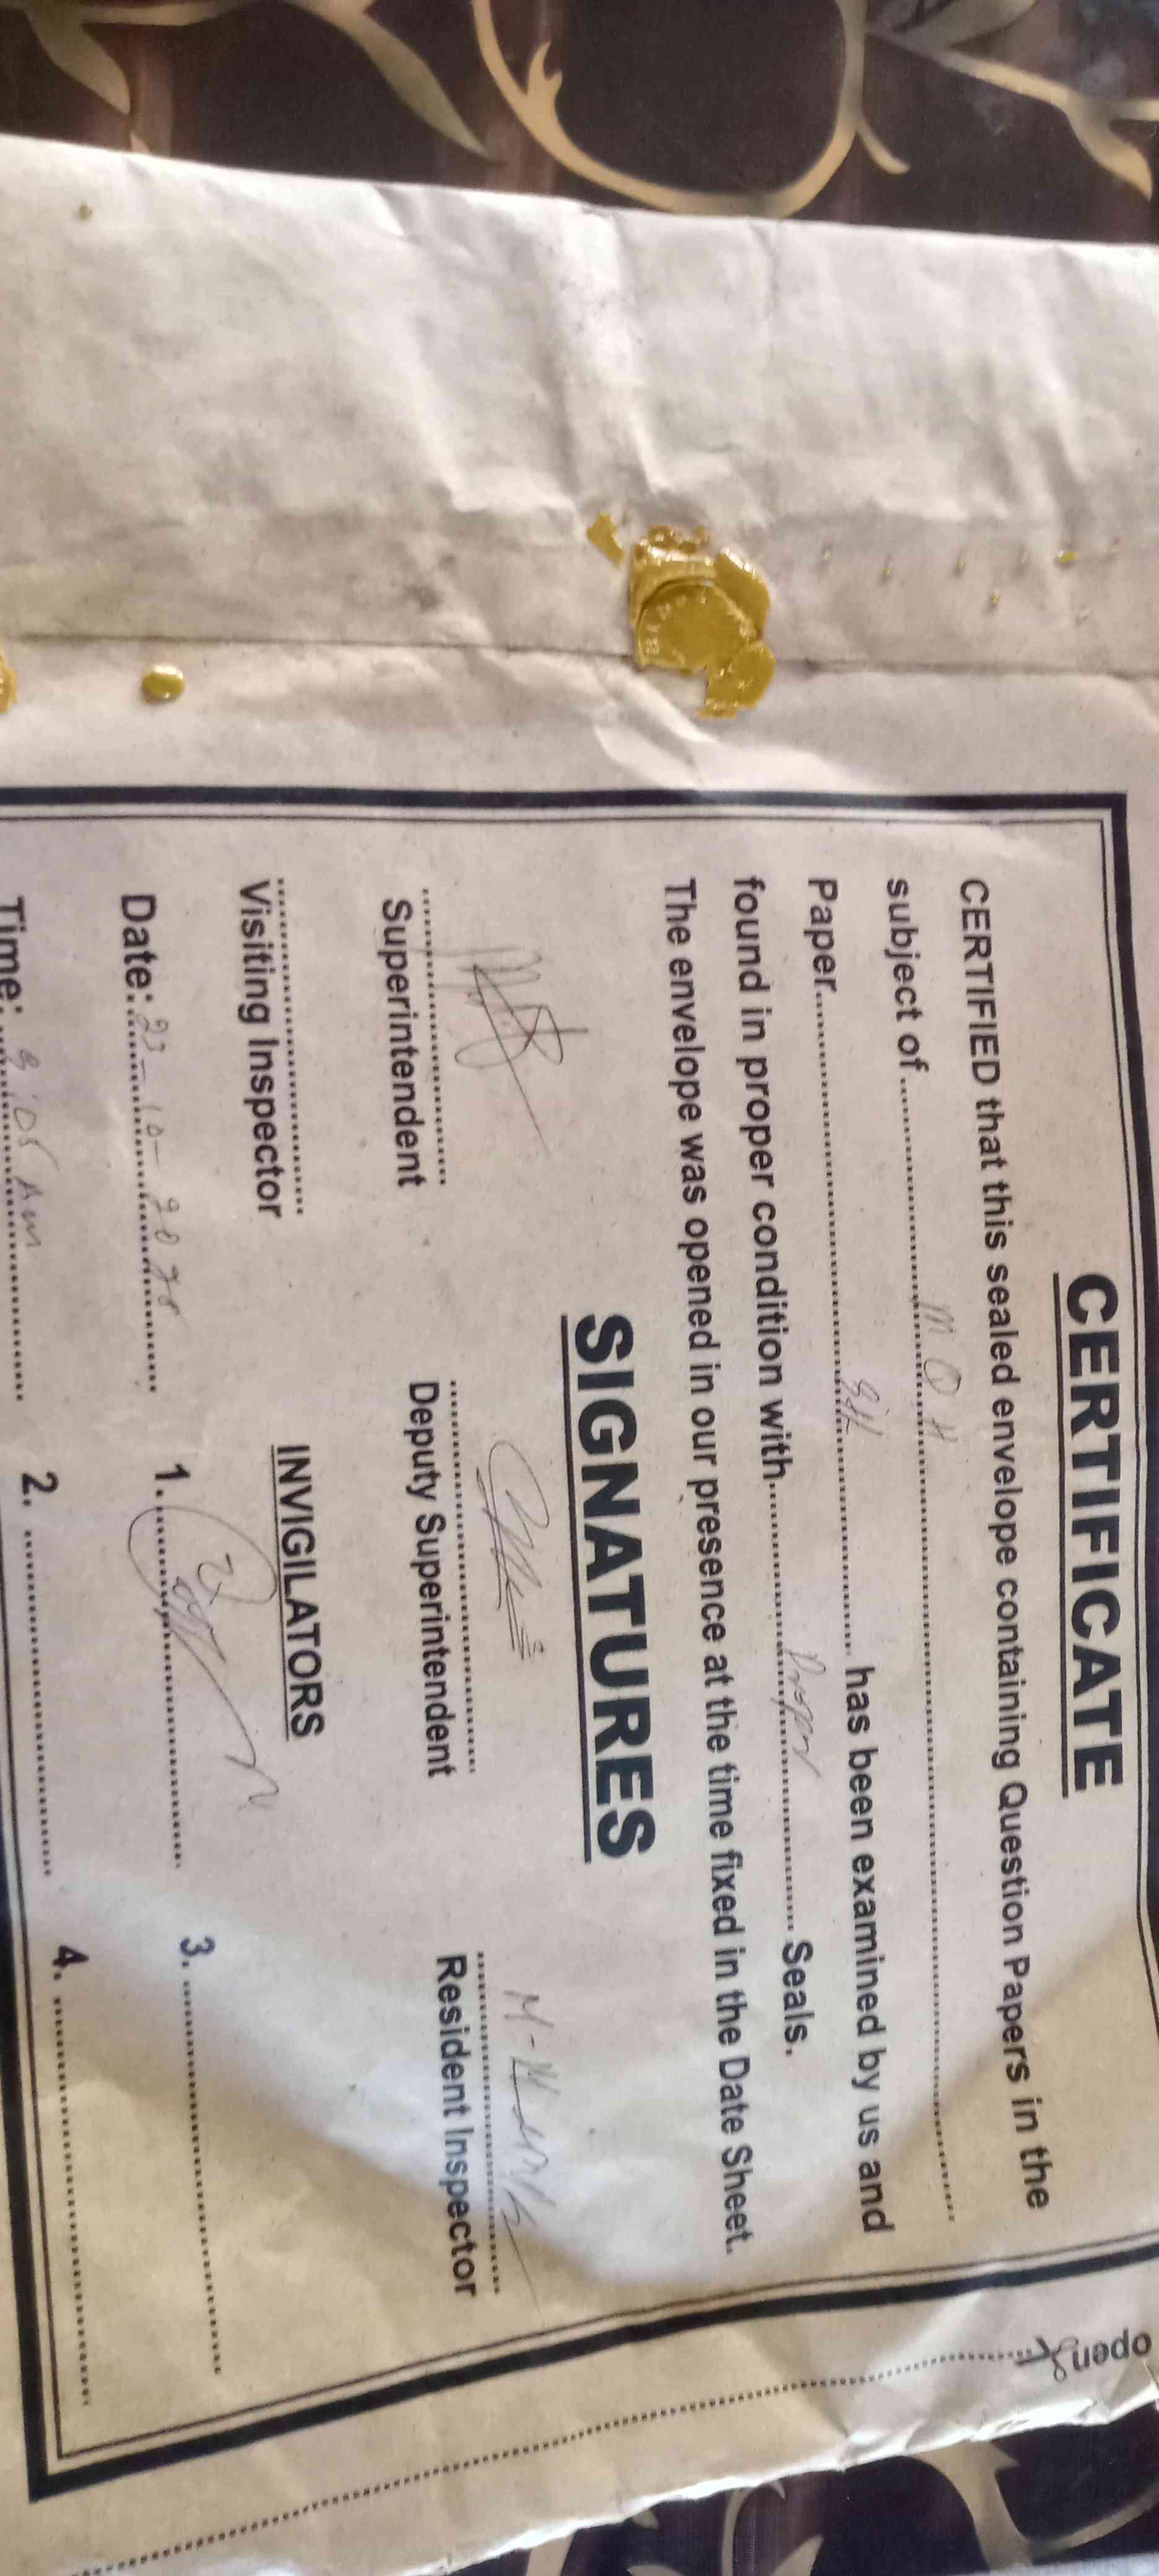 CERTIFICATE
CERTIFIED that this sealed envelope containing Question Papers in the
subject of .................... M O H ....................
Paper.................... has been examined by us and
found in proper condition with.......... Proper .......... Seals.
The envelope was opened in our presence at the time fixed in the Date Sheet.
SIGNATURES
Superintendent Deputy Superintendent Resident Inspector
Visiting Inspector INVIGILATORS
Date: 1. 3.
Time: 2. 4.
open